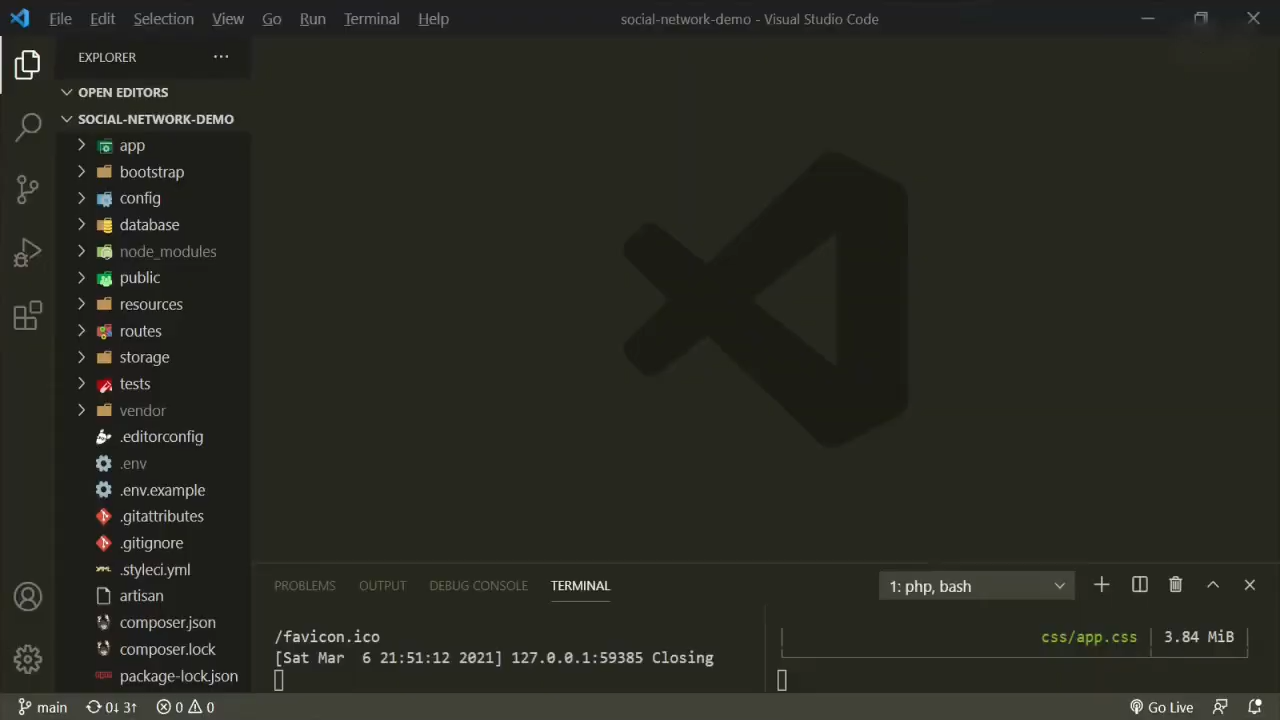 File Edit Selection View Go Run Terminal Help social-network-demo - Visual Studio Code
EXPLORER ···
OPEN EDITORS
SOCIAL-NETWORK-DEMO
app
bootstrap
config
database
node_modules
public
resources
routes
storage
tests
vendor
.editorconfig
.env
.env.example
.gitattributes
.gitignore
.styleci.yml
artisan
composer.json
composer.lock
package-lock.json
PROBLEMS OUTPUT DEBUG CONSOLE TERMINAL 1: php, bash
/favicon.ico
[Sat Mar  6 21:51:12 2021] 127.0.0.1:59385 Closing
css/app.css | 3.84 MiB |
main 0↓ 3↑ 0 0 Go Live